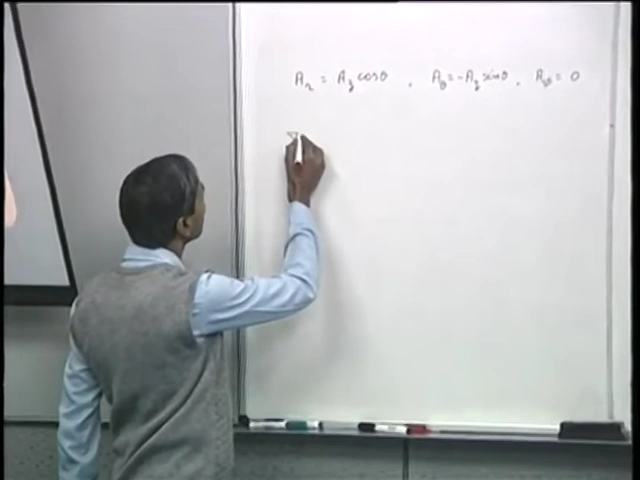 A_r = A_z cosθ , A_θ = -A_z sinθ , A_φ = 0